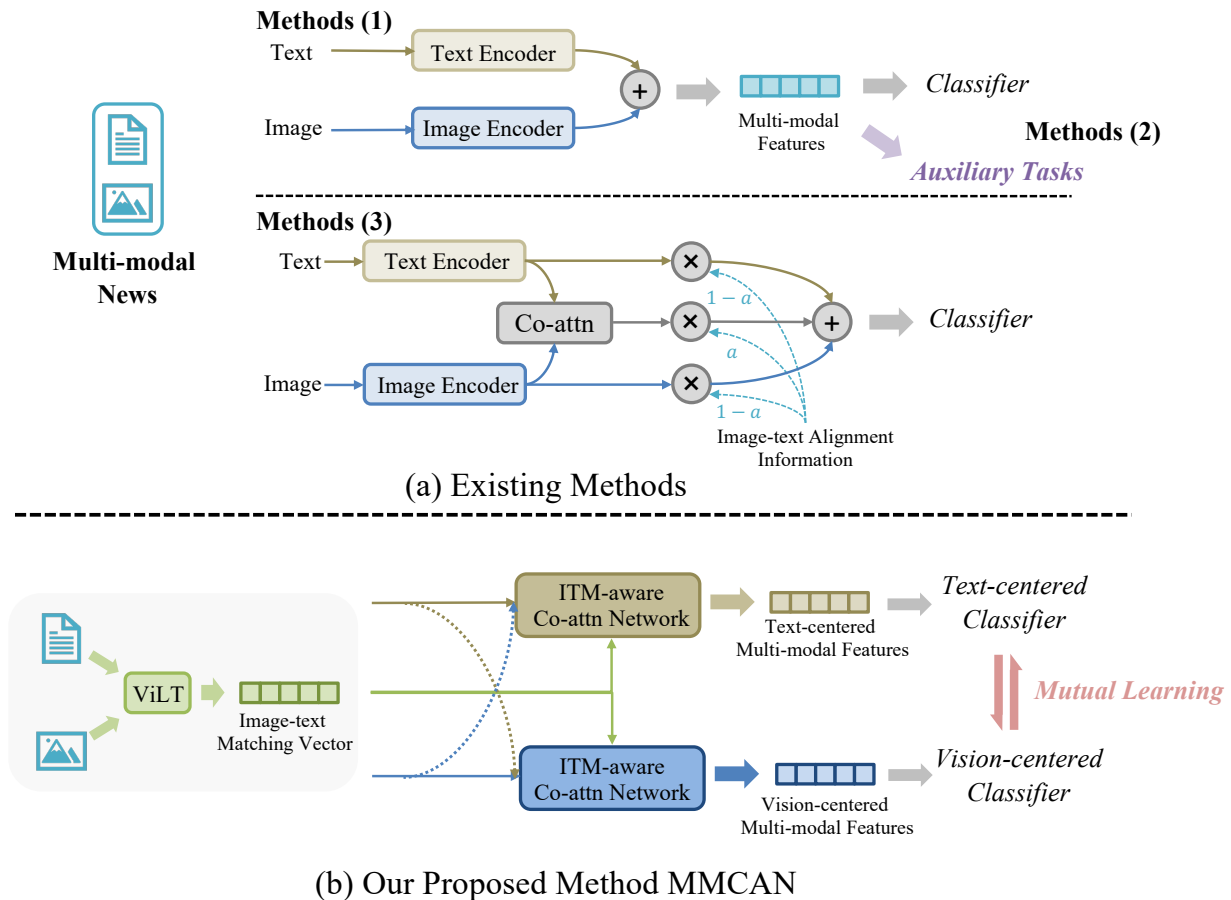 Methods (1)
Text
Text Encoder
Image
Image Encoder
+
Multi-modal
Features
Classifier
Methods (2)
Auxiliary Tasks
Multi-modal
News
Methods (3)
Text
Text Encoder
×
1 − a
Co-attn
×
+
Classifier
a
Image
Image Encoder
×
1 − a
Image-text Alignment
Information
(a) Existing Methods
ViLT
Image-text
Matching Vector
ITM-aware
Co-attn Network
Text-centered
Multi-modal Features
Text-centered
Classifier
Mutual Learning
ITM-aware
Co-attn Network
Vision-centered
Multi-modal Features
Vision-centered
Classifier
(b) Our Proposed Method MMCAN